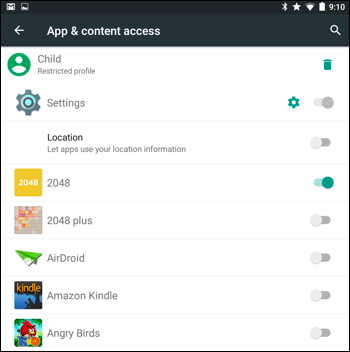 9:10
App & content access
Child
Restricted profile
Settings
Location
Let apps use your location information
2048
2048
2048 plus
AirDroid
kindle
Amazon Kindle
Angry Birds